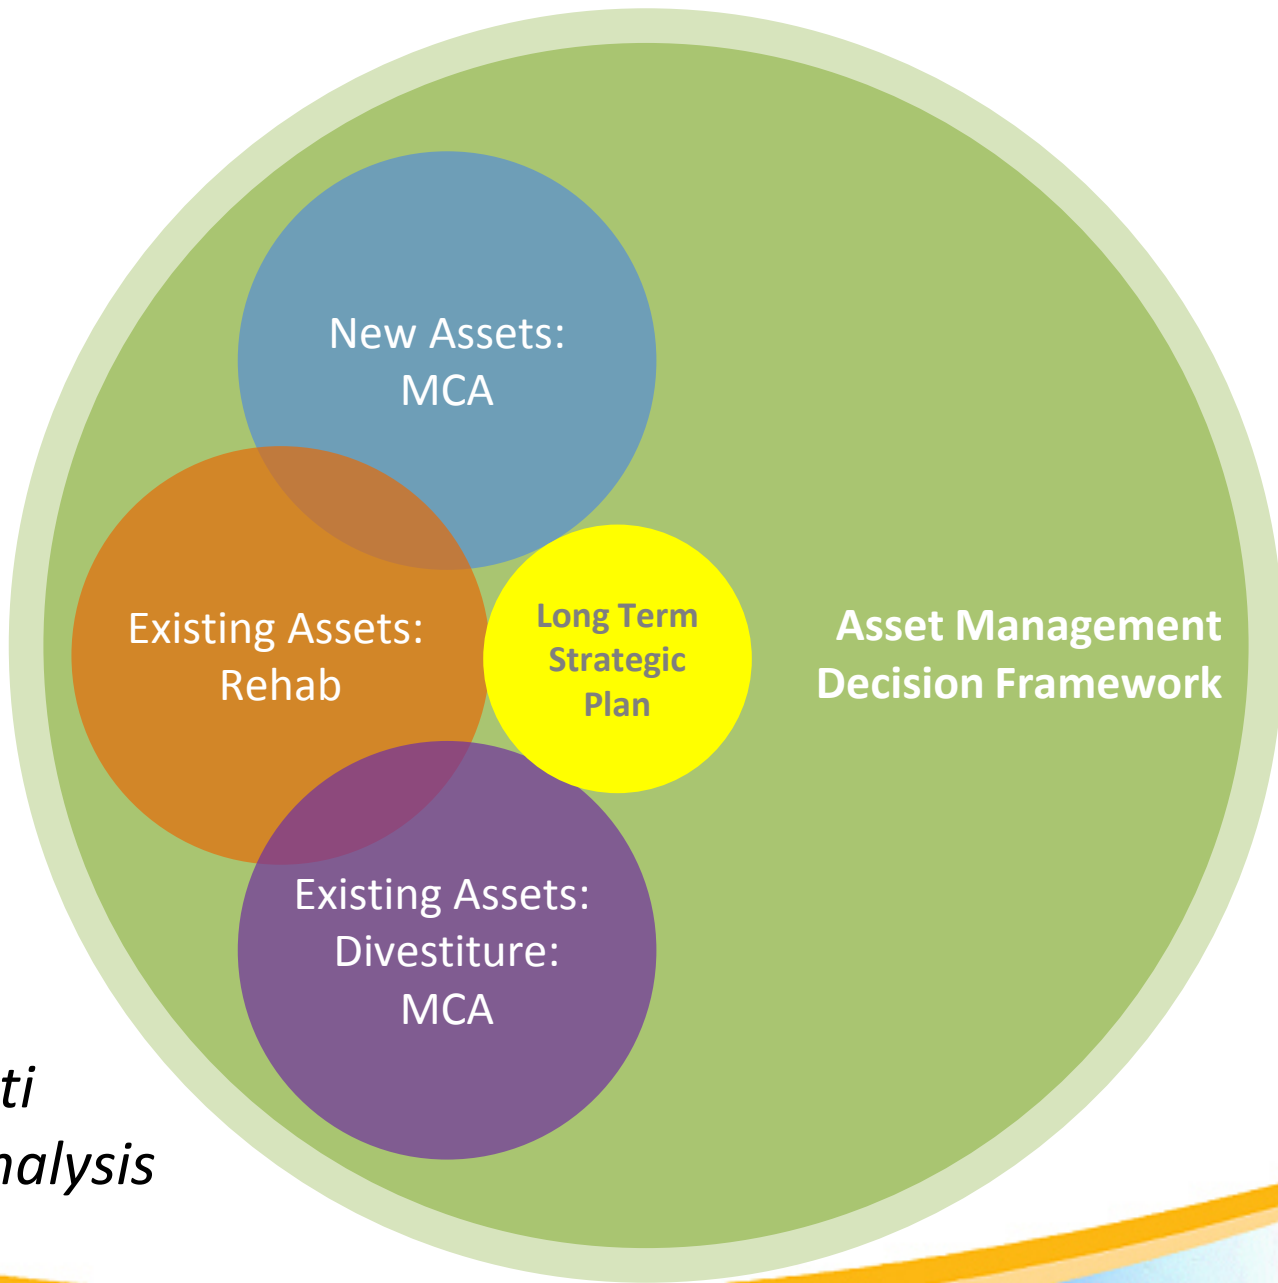 New Assets:
MCA
Existing Assets:
Rehab
Long Term
Strategic
Plan
Asset Management
Decision Framework
Existing Assets:
Divestiture:
MCA
ti
nalysis